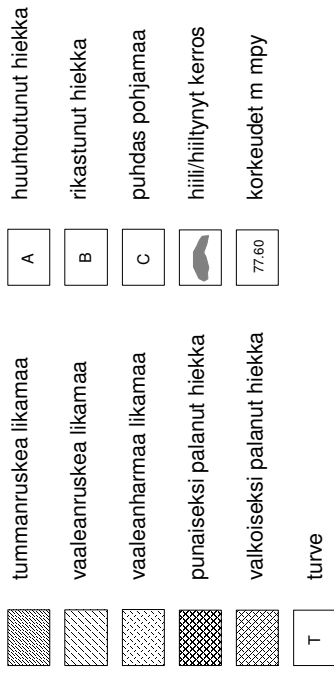 tummanruskea likamaa
vaaleanruskea likamaa
vaaleanharmaa likamaa
punaiseksi palanut hiekka
valkoiseksi palanut hiekka
T turve
A huuhtoutunut hiekka
B rikastunut hiekka
C puhdas pohjamaa
hiili/hiiltynyt kerros
77.60 korkeudet m mpy